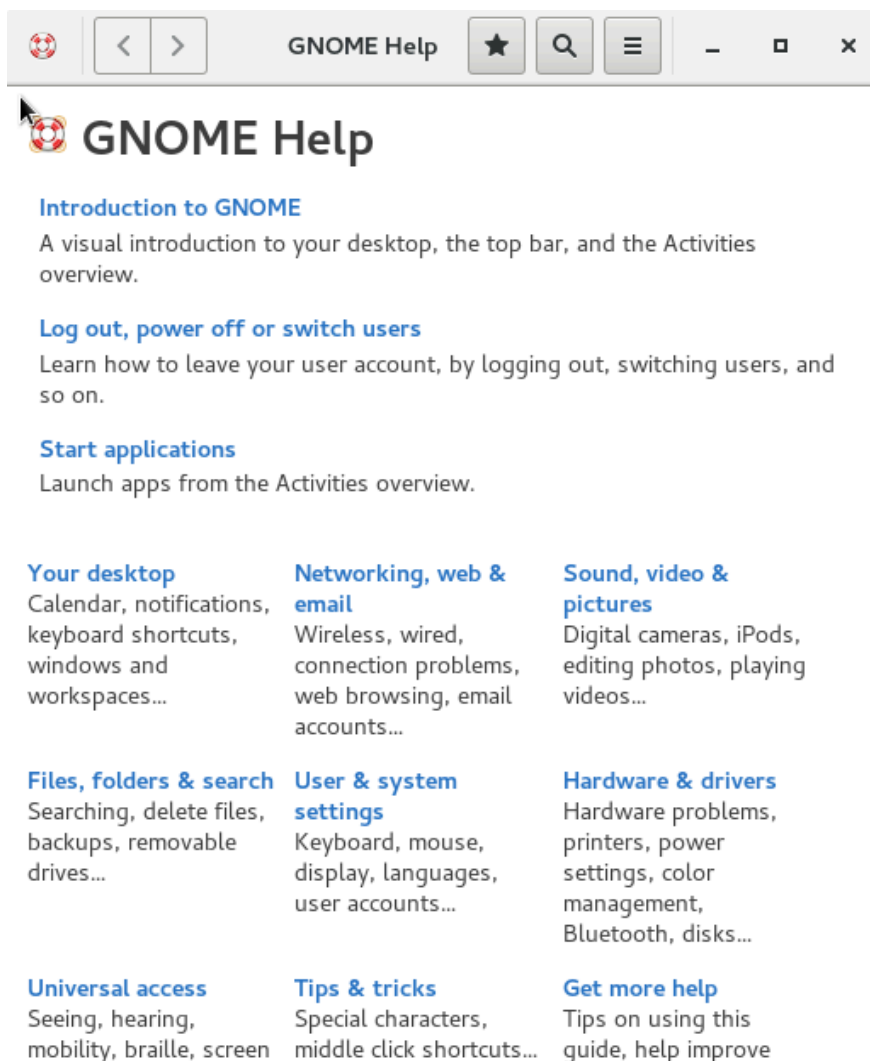 GNOME Help
GNOME Help
Introduction to GNOME
A visual introduction to your desktop, the top bar, and the Activities
overview.
Log out, power off or switch users
Learn how to leave your user account, by logging out, switching users, and
so on.
Start applications
Launch apps from the Activities overview.
Your desktop
Calendar, notifications,
keyboard shortcuts,
windows and
workspaces...
Networking, web &
email
Wireless, wired,
connection problems,
web browsing, email
accounts...
Sound, video &
pictures
Digital cameras, iPods,
editing photos, playing
videos...
Files, folders & search
Searching, delete files,
backups, removable
drives...
User & system
settings
Keyboard, mouse,
display, languages,
user accounts...
Hardware & drivers
Hardware problems,
printers, power
settings, color
management,
Bluetooth, disks...
Universal access
Seeing, hearing,
mobility, braille, screen
Tips & tricks
Special characters,
middle click shortcuts...
Get more help
Tips on using this
guide, help improve